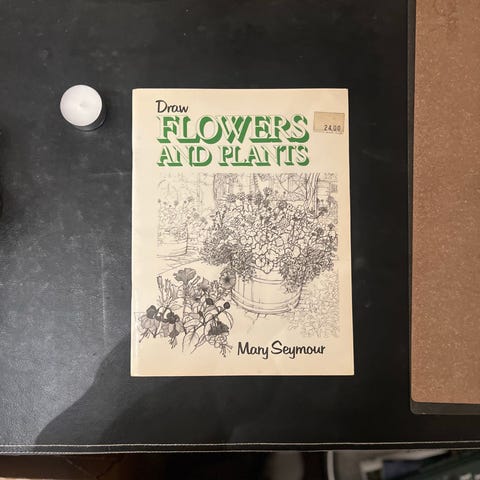 Draw
FLOWERS
AND PLANTS
24,00
Mary Seymour